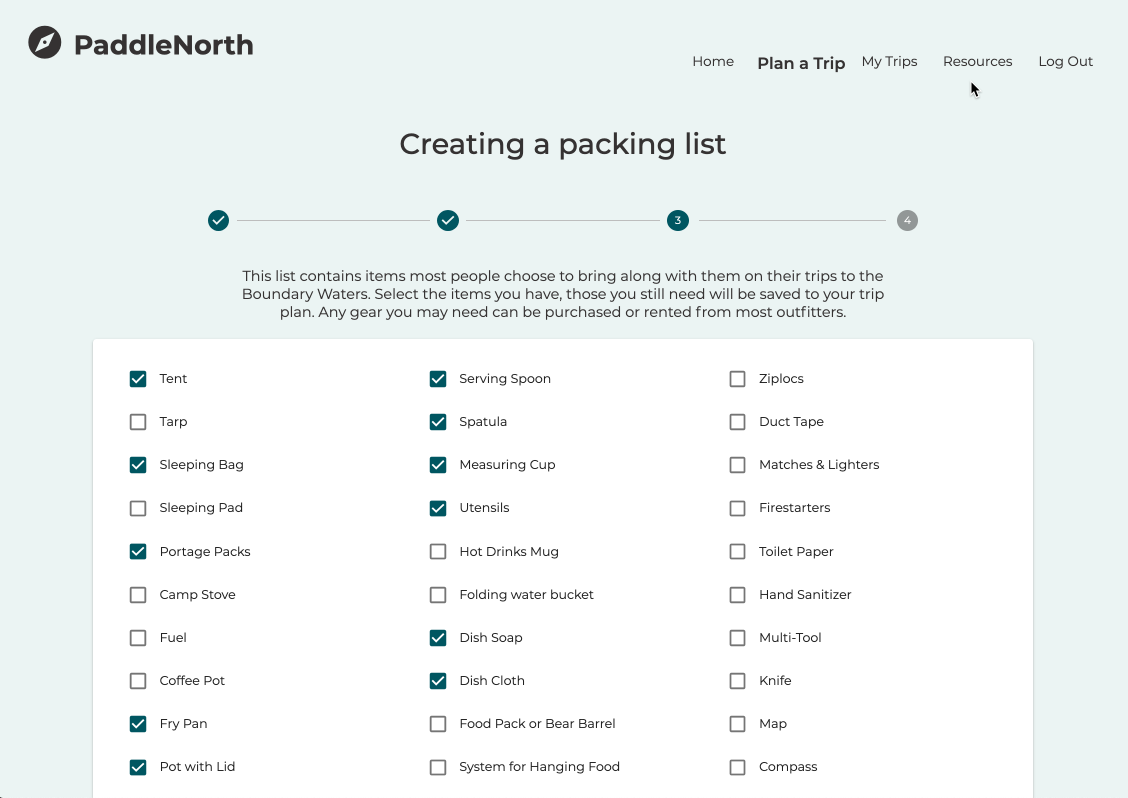 PaddleNorth
Home Plan a Trip My Trips Resources Log Out
Creating a packing list
3 4
This list contains items most people choose to bring along with them on their trips to the
Boundary Waters. Select the items you have, those you still need will be saved to your trip
plan. Any gear you may need can be purchased or rented from most outfitters.
Tent
Tarp
Sleeping Bag
Sleeping Pad
Portage Packs
Camp Stove
Fuel
Coffee Pot
Fry Pan
Pot with Lid
Serving Spoon
Spatula
Measuring Cup
Utensils
Hot Drinks Mug
Folding water bucket
Dish Soap
Dish Cloth
Food Pack or Bear Barrel
System for Hanging Food
Ziplocs
Duct Tape
Matches & Lighters
Firestarters
Toilet Paper
Hand Sanitizer
Multi-Tool
Knife
Map
Compass